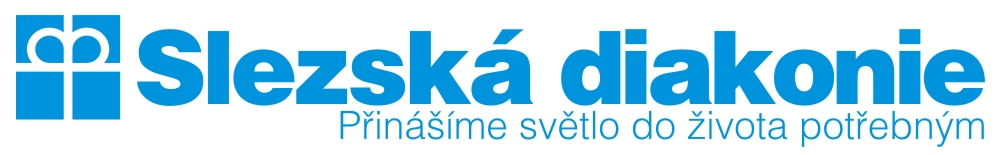 Slezská diakonie
Přinášíme světlo do života potřebným